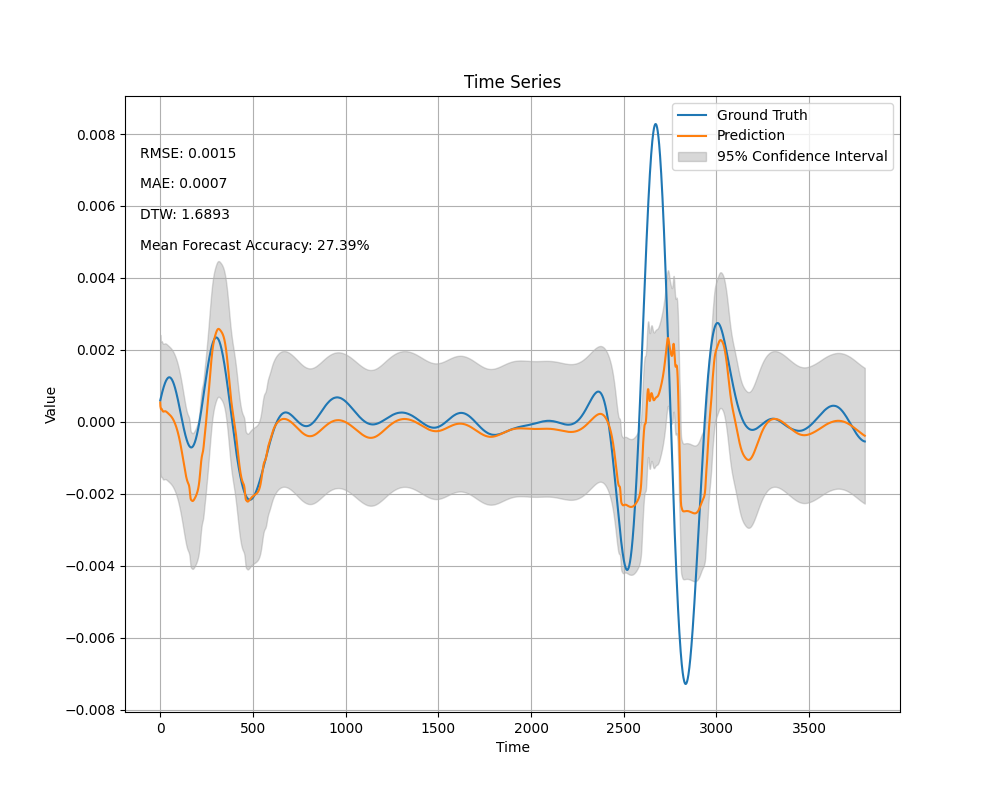 Time Series
Ground Truth
Prediction
95% Confidence Interval
RMSE: 0.0015
MAE: 0.0007
DTW: 1.6893
Mean Forecast Accuracy: 27.39%
Value
0.008
0.006
0.004
0.002
0.000
−0.002
−0.004
−0.006
−0.008
0 500 1000 1500 2000 2500 3000 3500
Time